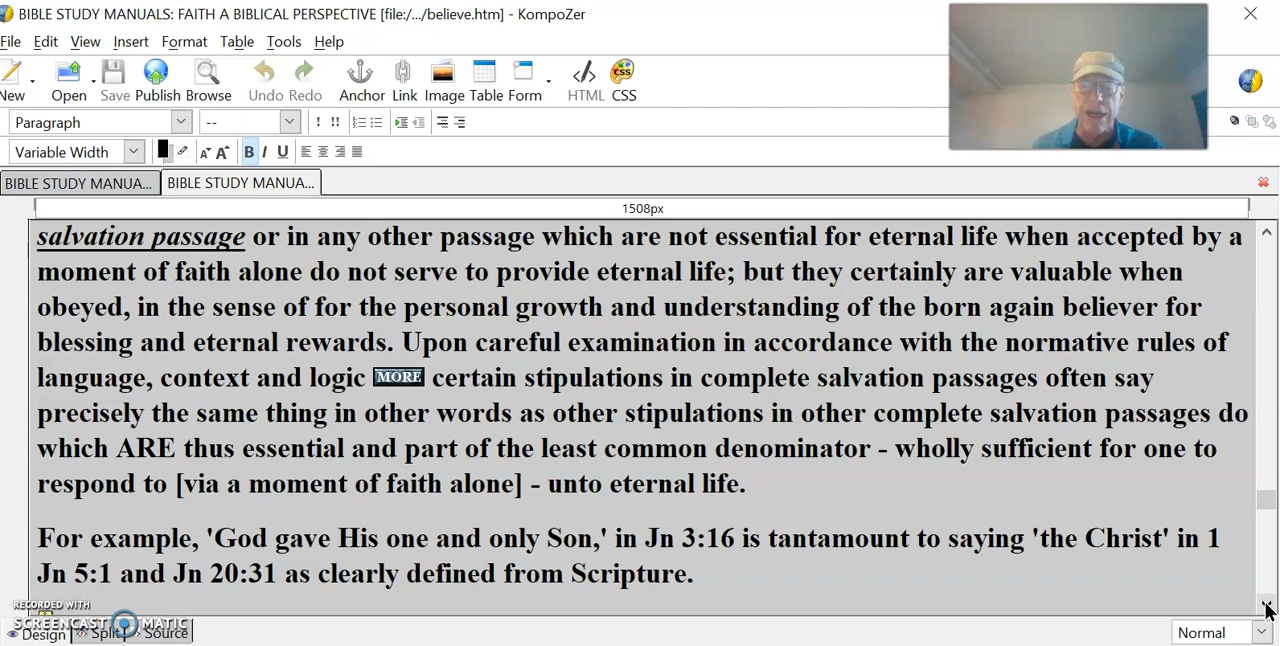 BIBLE STUDY MANUALS: FAITH A BIBLICAL PERSPECTIVE [file:/.../believe.htm] - KompoZer
File Edit View Insert Format Table Tools Help
New Open Save Publish Browse Undo Redo Anchor Link Image Table Form HTML CSS
Paragraph -- ! !!
Variable Width A A B I U
BIBLE STUDY MANUA... BIBLE STUDY MANUA...
1508px
salvation passage or in any other passage which are not essential for eternal life when accepted by a
moment of faith alone do not serve to provide eternal life; but they certainly are valuable when
obeyed, in the sense of for the personal growth and understanding of the born again believer for
blessing and eternal rewards. Upon careful examination in accordance with the normative rules of
language, context and logic MORE certain stipulations in complete salvation passages often say
precisely the same thing in other words as other stipulations in other complete salvation passages do
which ARE thus essential and part of the least common denominator - wholly sufficient for one to
respond to [via a moment of faith alone] - unto eternal life.
For example, 'God gave His one and only Son,' in Jn 3:16 is tantamount to saying 'the Christ' in 1
Jn 5:1 and Jn 20:31 as clearly defined from Scripture.
RECORDED WITH
SCREENCAST MATIC
Design Split Source Normal